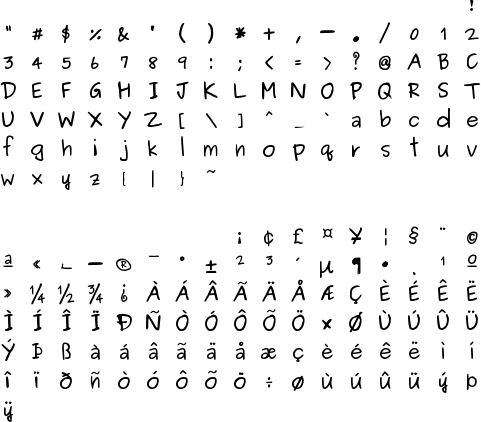 !
" # $ % & ' ( ) * + , - . / 0 1 2
3 4 5 6 7 8 9 : ; < = > ? @ A B C
D E F G H I J K L M N O P Q R S T
U V W X Y Z [ \ ] ^ _ ` a b c d e
f g h i j k l m n o p q r s t u v
w x y z { | } ~
¡ ¢ £ ¤ ¥ ¦ § ¨ ©
ª « ¬ - ® ¯ ° ± ² ³ ´ µ ¶ • ¸ ¹ º
» ¼ ½ ¾ ¿ À Á Â Ã Ä Å Æ Ç È É Ê Ë
Ì Í Î Ï Ð Ñ Ò Ó Ô Õ Ö × Ø Ù Ú Û Ü
Ý Þ ß à á â ã ä å æ ç è é ê ë ì í
î ï ð ñ ò ó ô õ ö ÷ ø ù ú û ü ý þ
ÿ